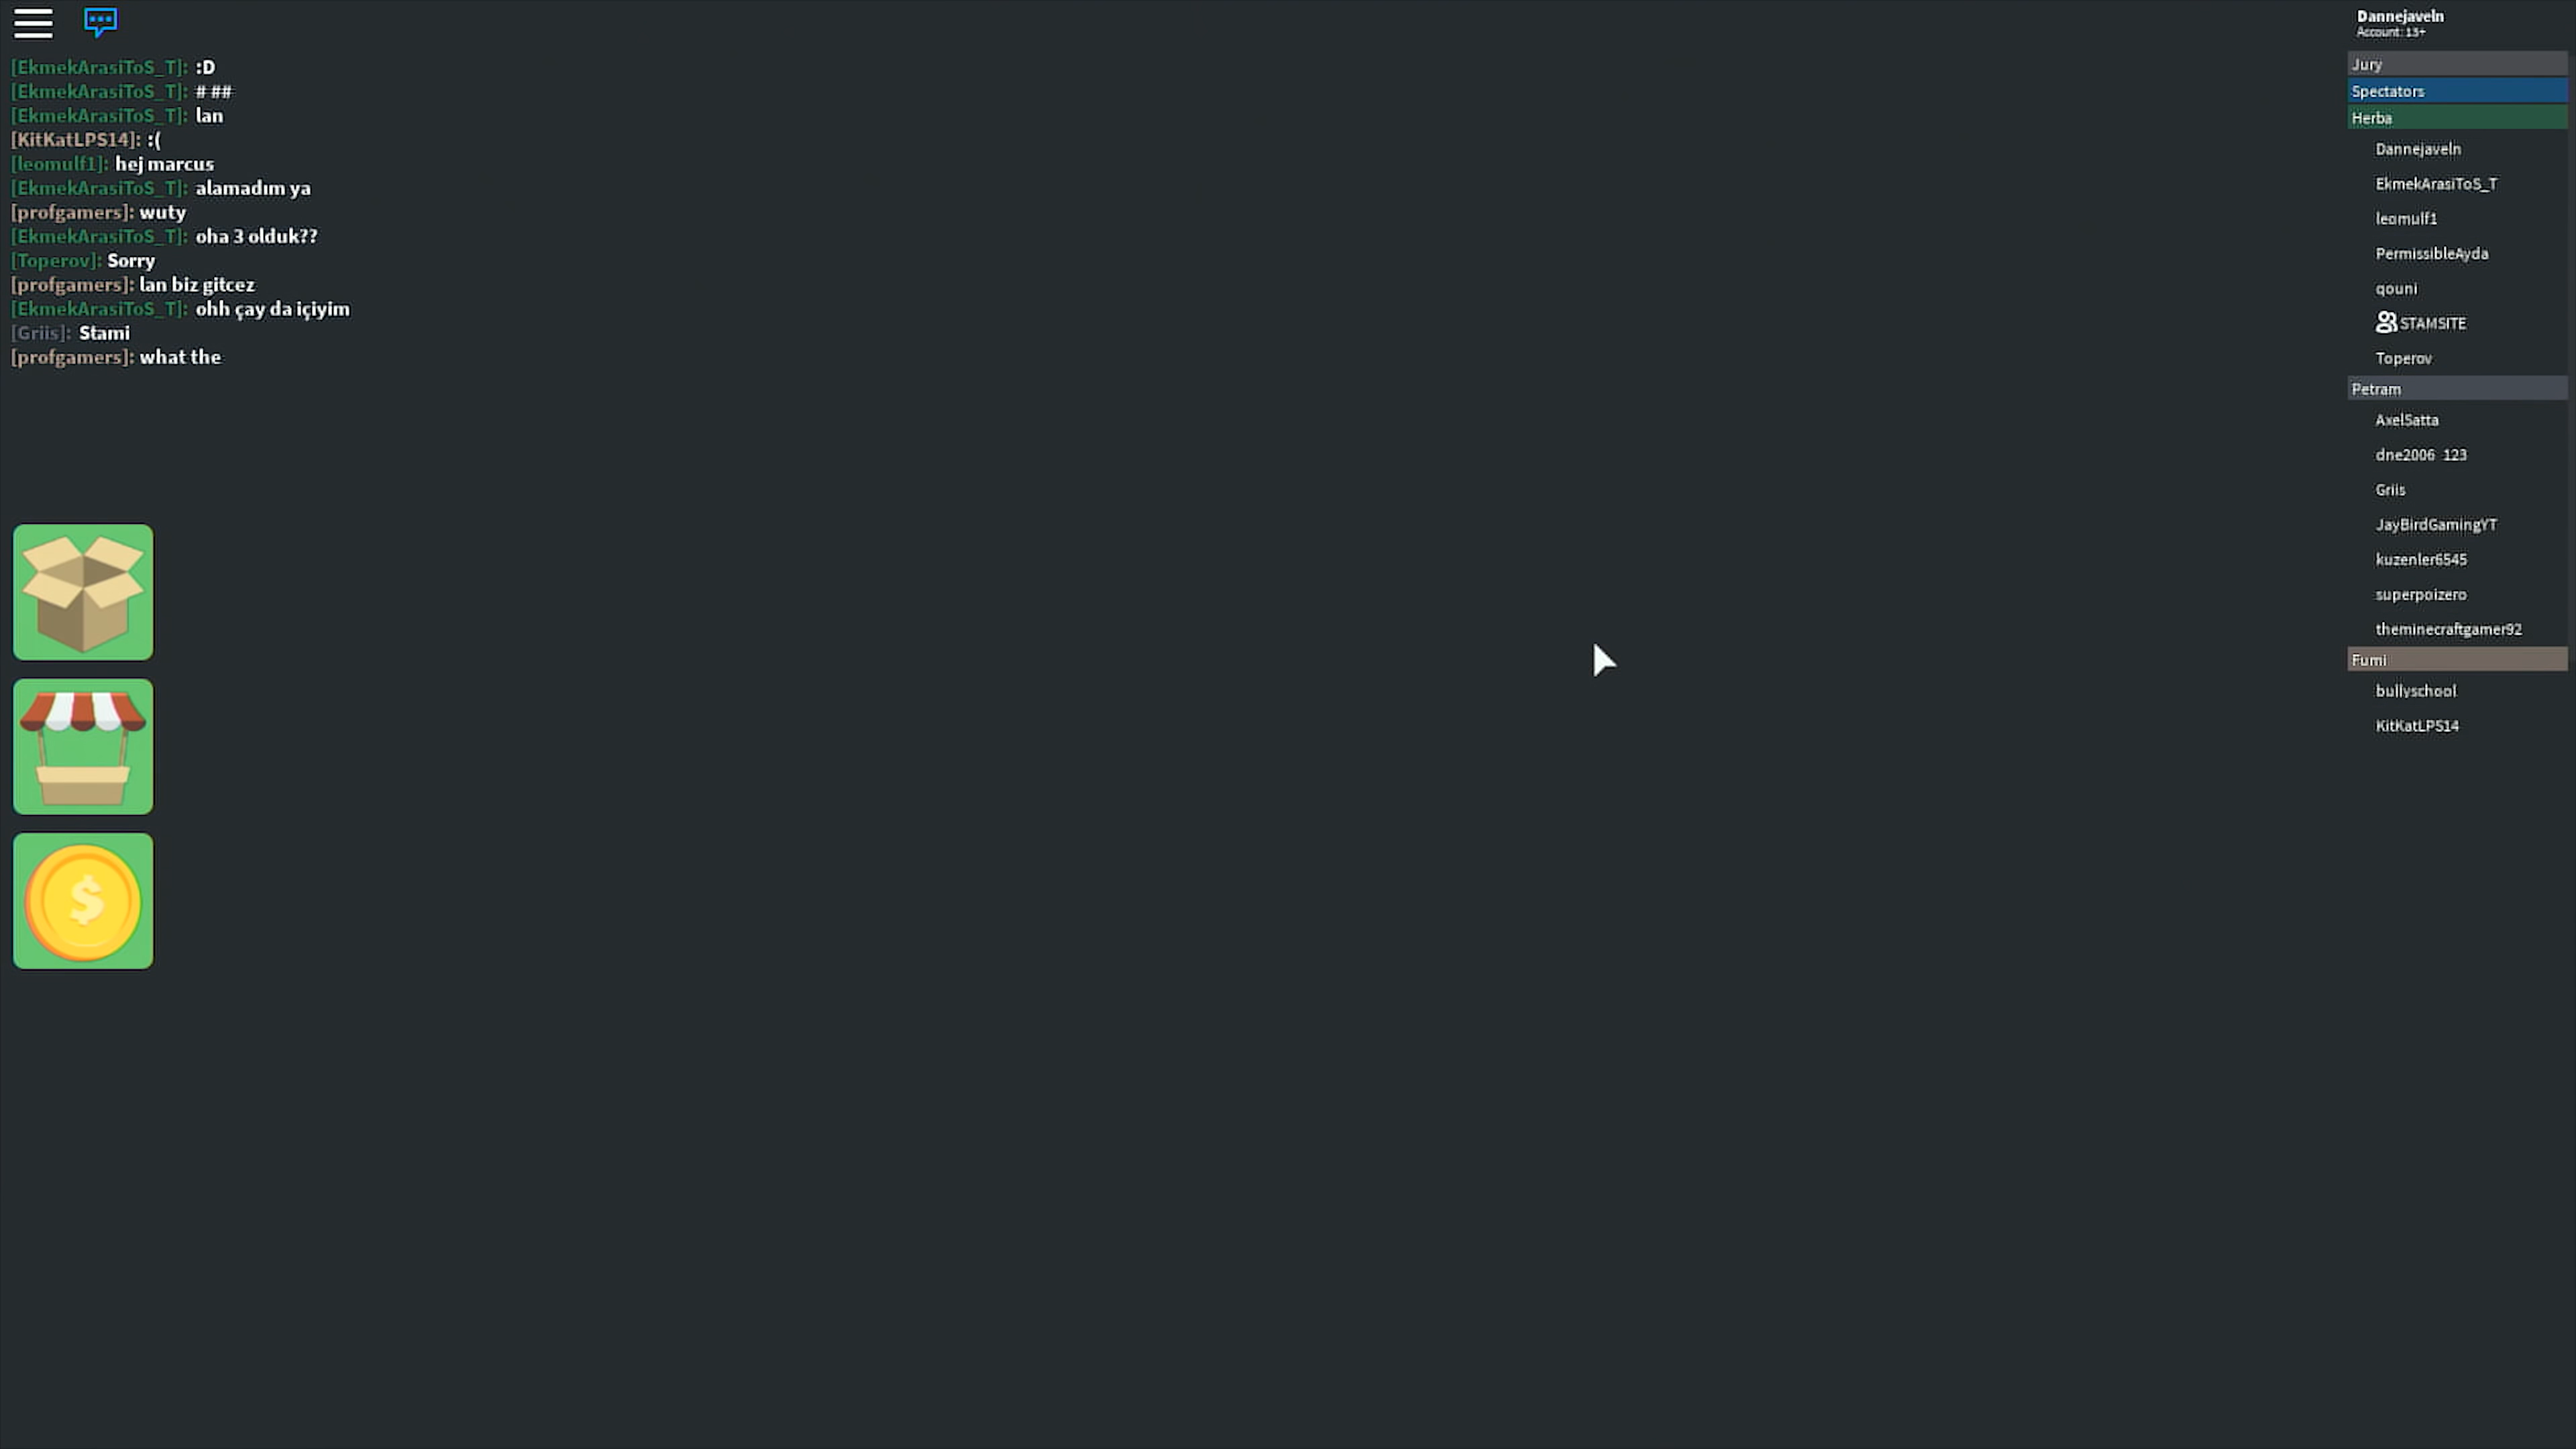 [EkmekArasiToS_T]: :D
[EkmekArasiToS_T]: # ##
[EkmekArasiToS_T]: lan
[KitKatLPS14]: :(
[leomulf1]: hej marcus
[EkmekArasiToS_T]: alamadım ya
[profgamers]: wuty
[EkmekArasiToS_T]: oha 3 olduk??
[Toperov]: Sorry
[profgamers]: lan biz gitcez
[EkmekArasiToS_T]: ohh çay da içiyim
[Griis]: Stami
[profgamers]: what the
$
Dannejaveln
Account: 13+
Jury
Spectators
Herba
Dannejaveln
EkmekArasiToS_T
leomulf1
PermissibleAyda
qouni
STAMSITE
Toperov
Petram
AxelSatta
dne2006_123
Griis
JayBirdGamingYT
kuzenler6545
superpoizero
theminecraftgamer92
Fumi
bullyschool
KitKatLPS14